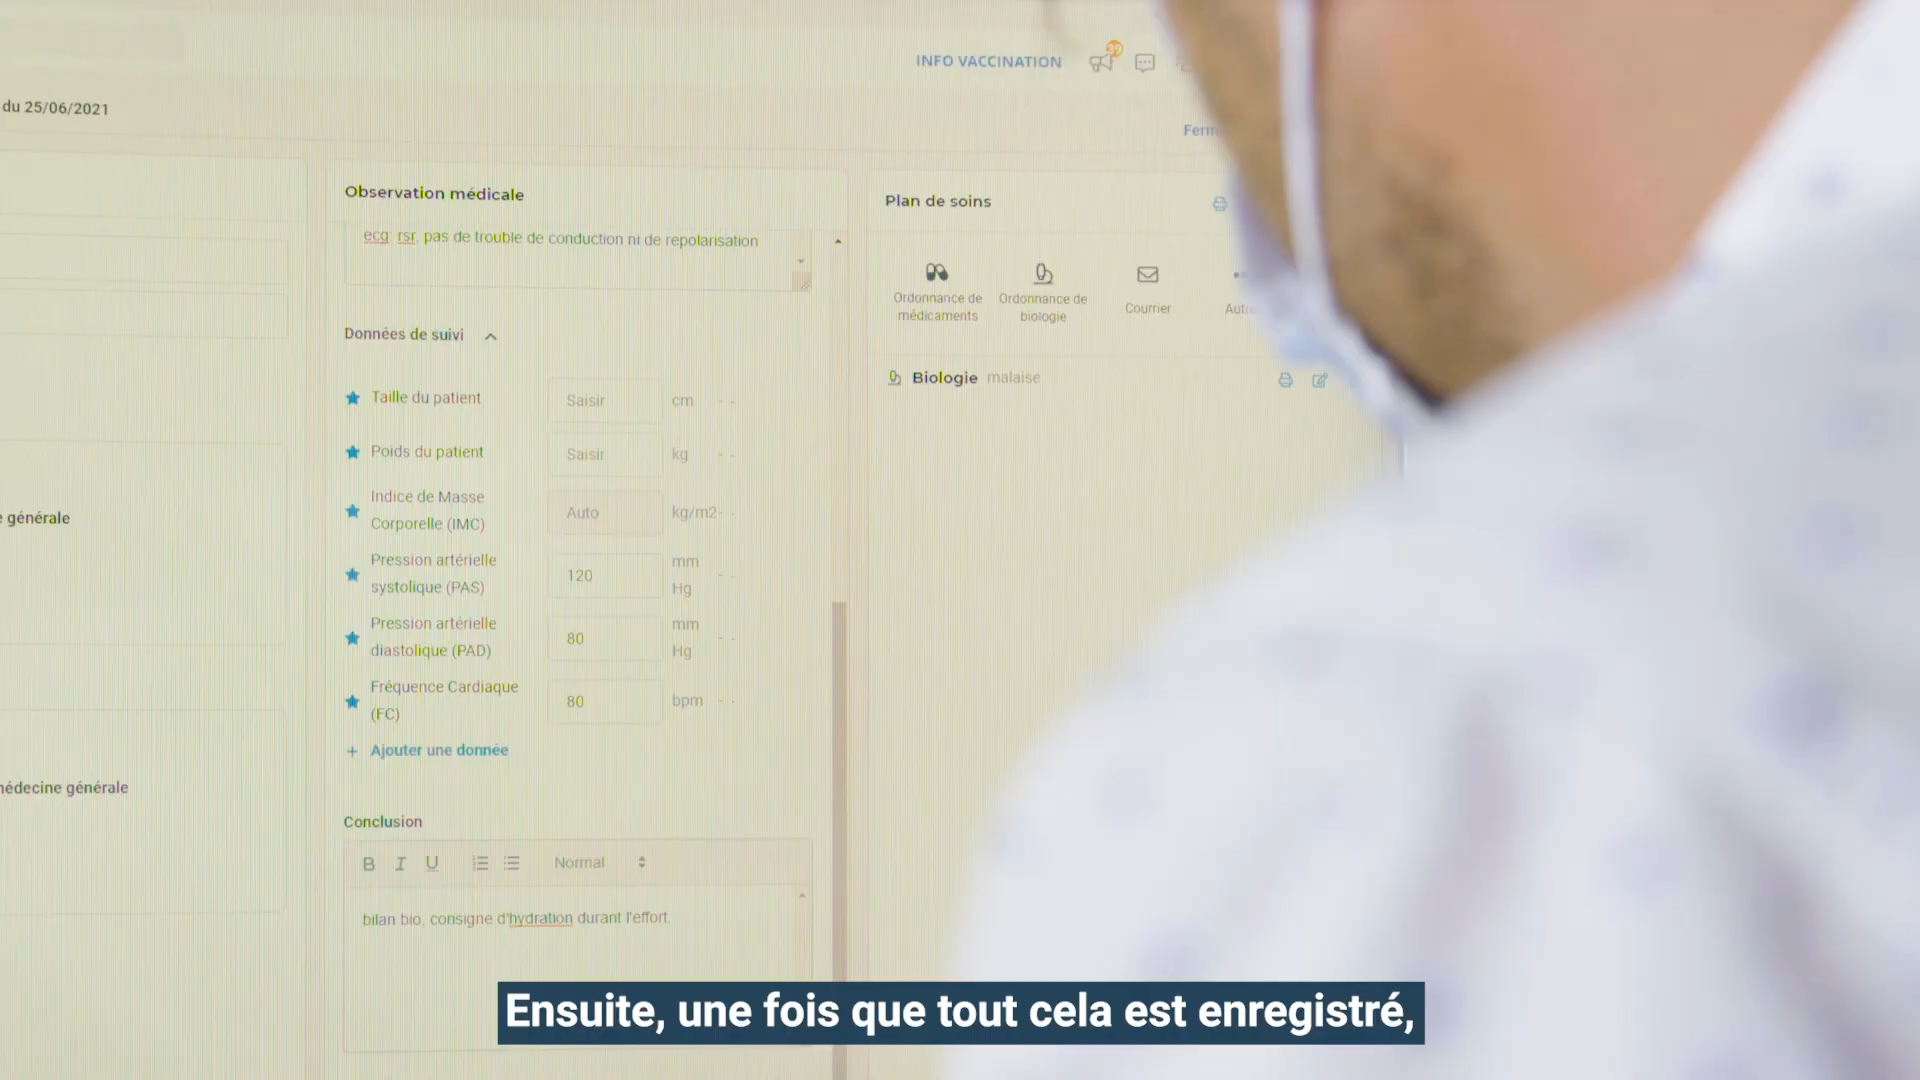 INFO VACCINATION
39
du 25/06/2021
Ferm
Observation médicale
ecg: rsr, pas de trouble de conduction ni de repolarisation
Données de suivi
Taille du patient Saisir cm - -
Poids du patient Saisir kg - -
Indice de Masse
Corporelle (IMC) Auto kg/m2 - -
Pression artérielle
systolique (PAS) 120 mm Hg - -
Pression artérielle
diastolique (PAD) 80 mm Hg - -
Fréquence Cardiaque
(FC) 80 bpm - -
+ Ajouter une donnée
Conclusion
B I U Normal
bilan bio, consigne d'hydration durant l'effort.
Plan de soins
Ordonnance de
médicaments
Ordonnance de
biologie
Courrier
Autre
Biologie malaise
générale
médecine générale
Ensuite, une fois que tout cela est enregistré,